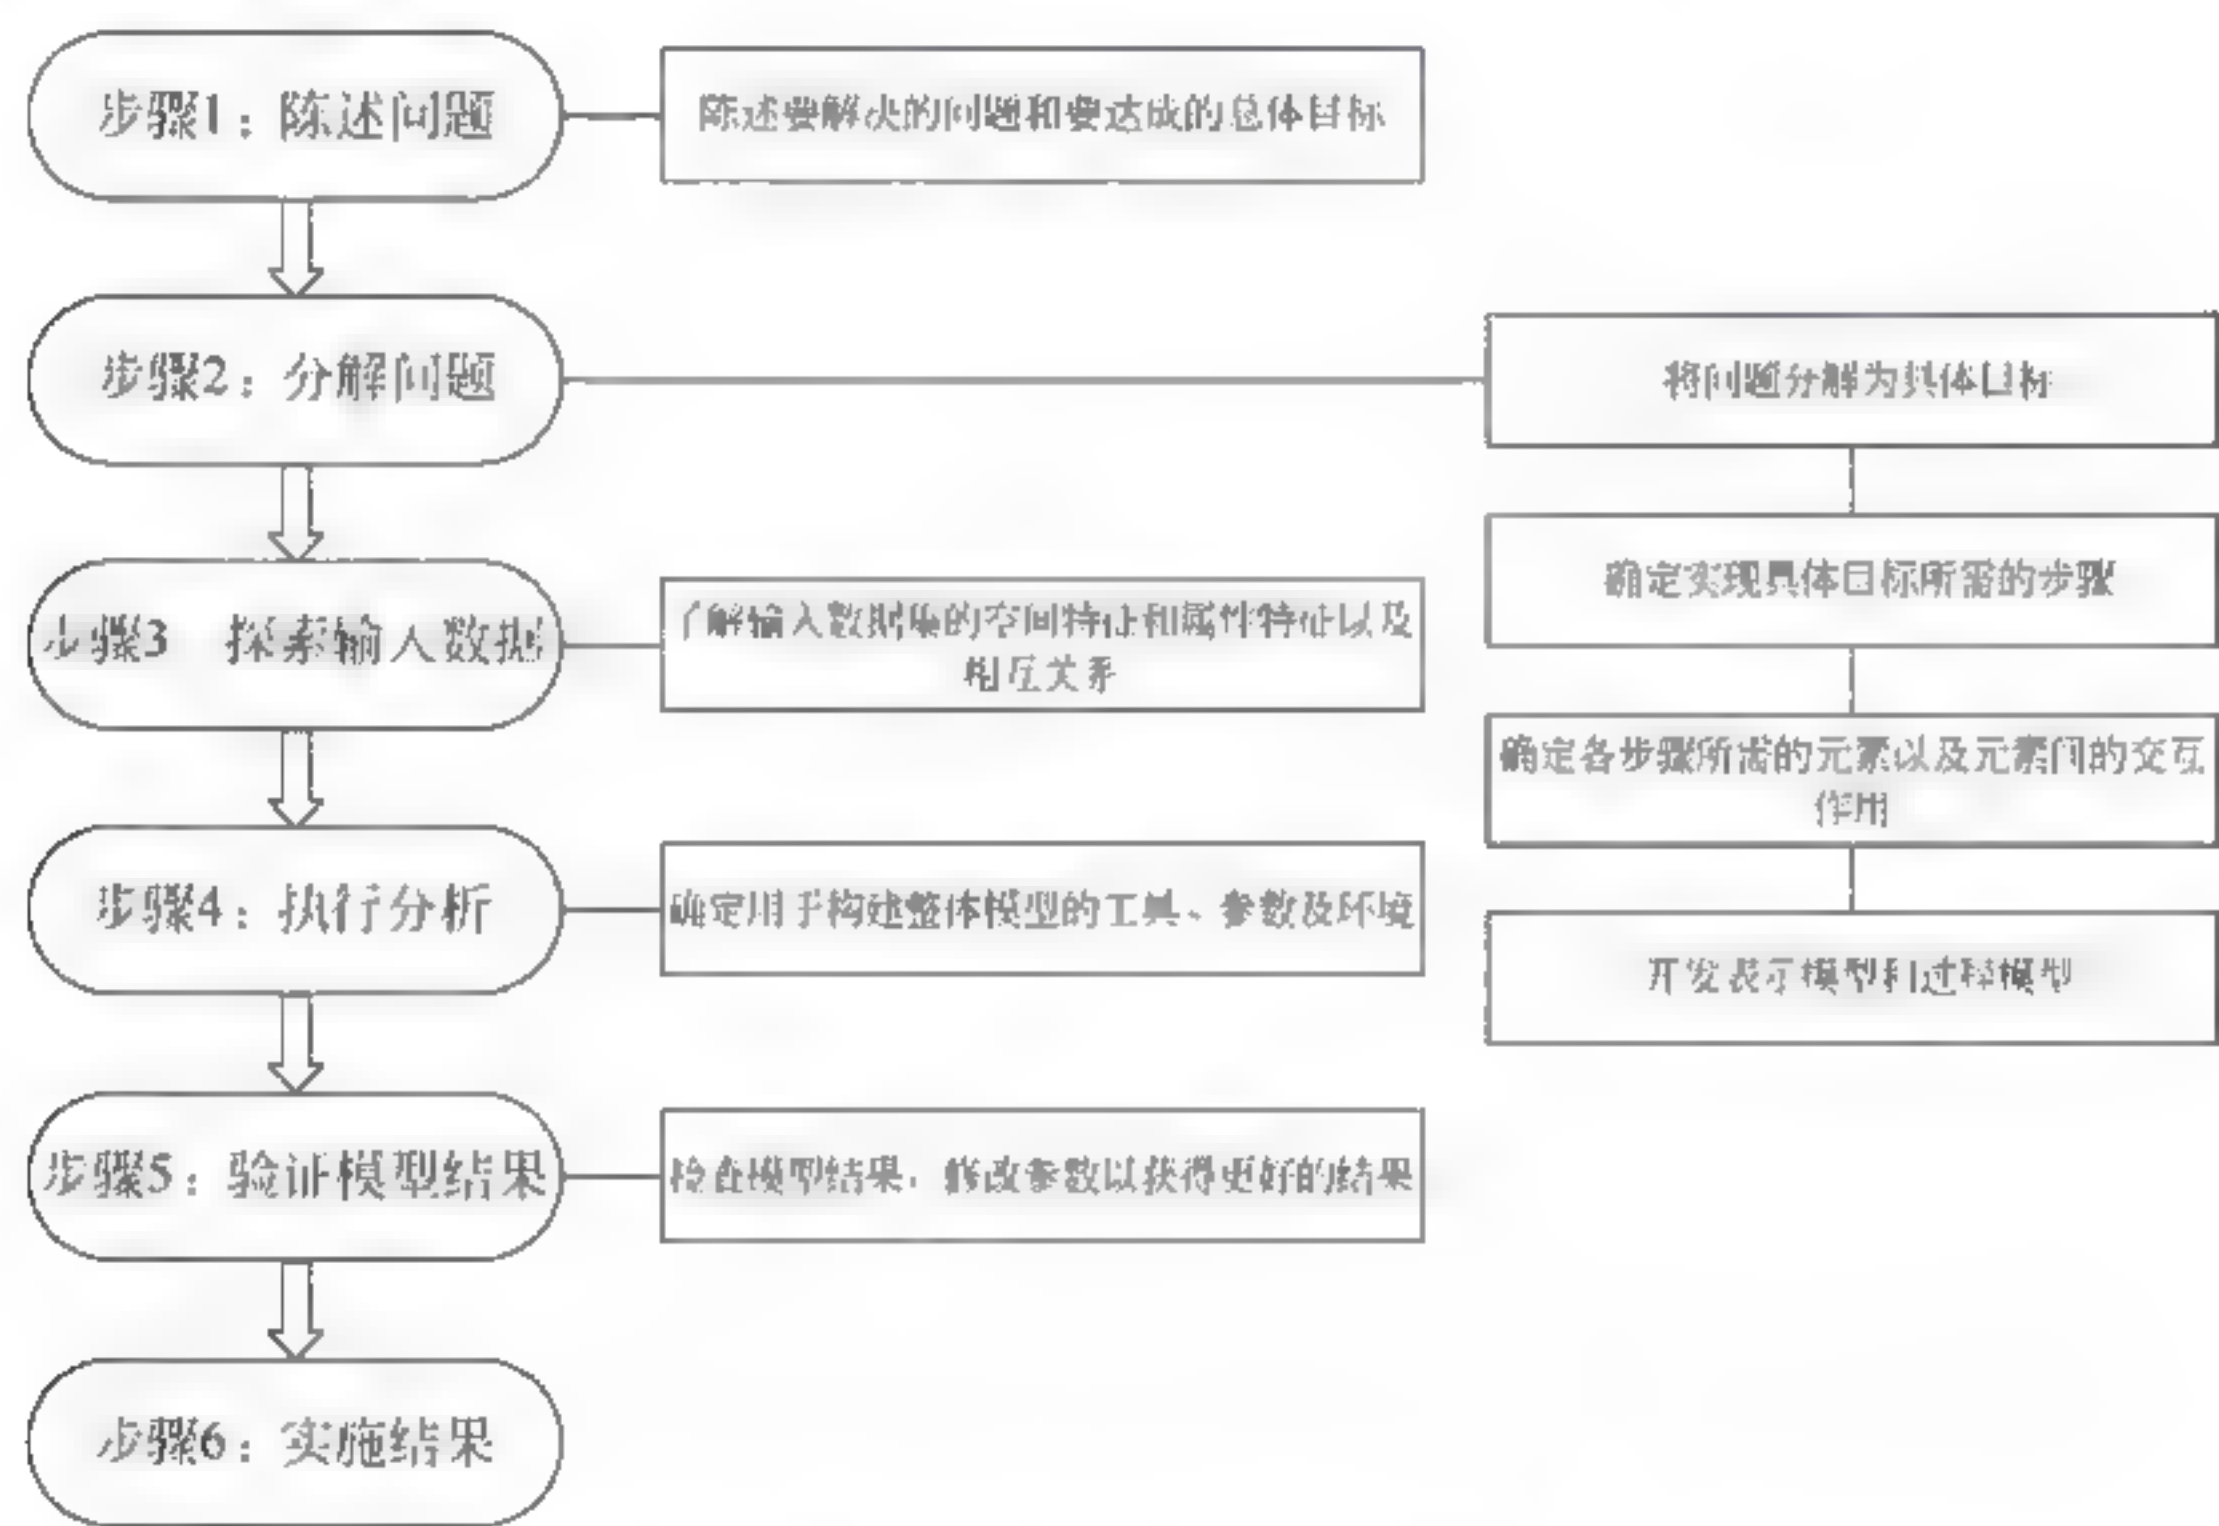 步骤1：陈述问题
陈述要解决的问题和要达成的总体目标
步骤2：分解问题
将问题分解为具体目标
确定实现具体目标所需的步骤
步骤3：探索输入数据
了解输入数据集的空间特征和属性特征以及
相互关系
确定各步骤所需的元素以及元素间的交互
作用
步骤4：执行分析
确定用于构建整体模型的工具、参数及环境
开发表示模型和过程模型
步骤5：验证模型结果
检查模型结果，修改参数以获得更好的结果
步骤6：实施结果